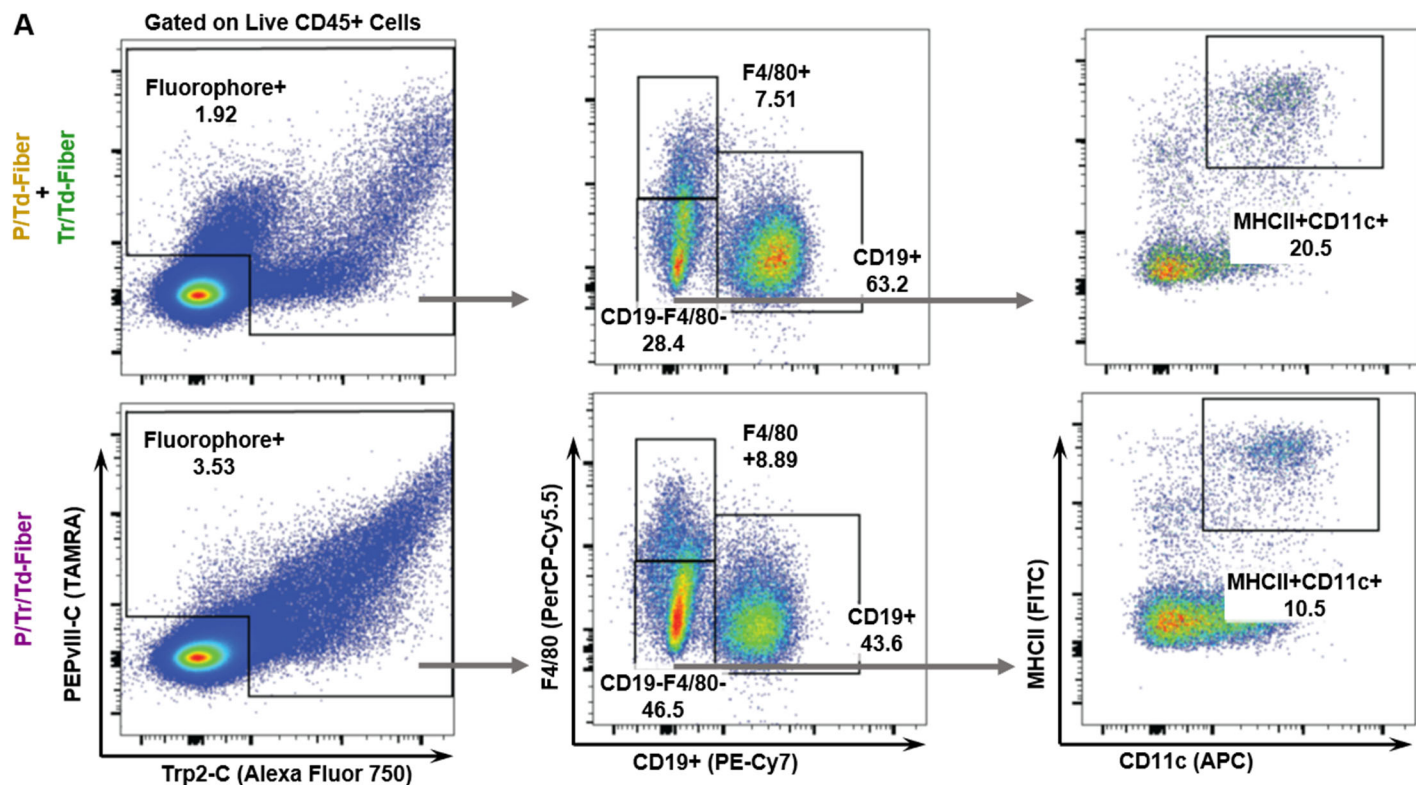 A
Gated on Live CD45+ Cells
P/Td-Fiber
+
Tr/Td-Fiber
Fluorophore+
1.92
F4/80+
7.51
CD19+
63.2
CD19-F4/80-
28.4
MHCII+CD11c+
20.5
P/Tr/Td-Fiber
PEPvIII-C (TAMRA)
Fluorophore+
3.53
Trp2-C (Alexa Fluor 750)
F4/80 (PerCP-Cy5.5)
F4/80
+8.89
CD19+
43.6
CD19-F4/80-
46.5
CD19+ (PE-Cy7)
MHCII (FITC)
MHCII+CD11c+
10.5
CD11c (APC)